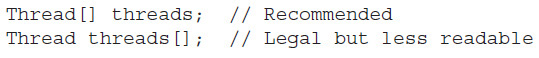 Thread[] threads;  // Recommended
Thread threads[];  // Legal but less readable